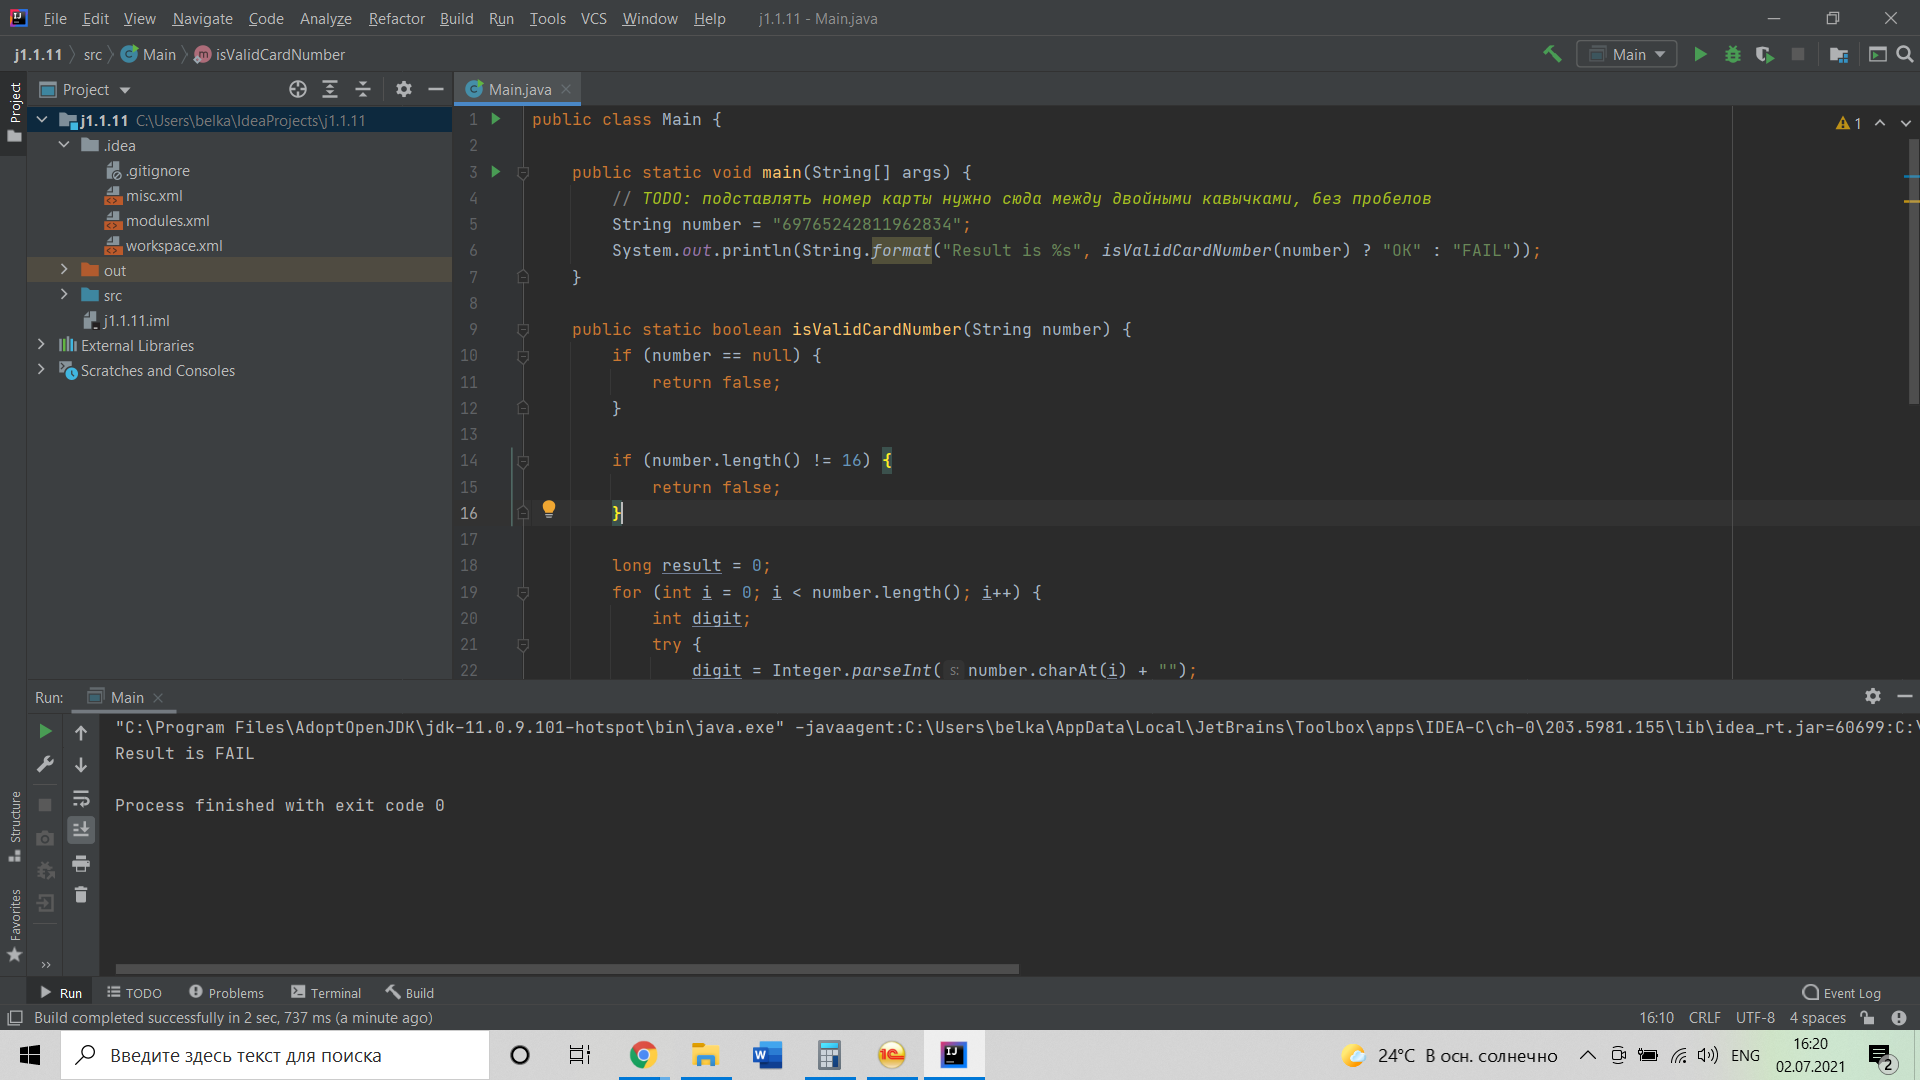 File Edit View Navigate Code Analyze Refactor Build Run Tools VCS Window Help j1.1.11 - Main.java
j1.1.11 src Main isValidCardNumber Main
Project
Project
Main.java
j1.1.11 C:\Users\belka\IdeaProjects\j1.1.11
.idea
.gitignore
misc.xml
modules.xml
workspace.xml
out
src
j1.1.11.iml
External Libraries
Scratches and Consoles
1 public class Main {
2
3 public static void main(String[] args) {
4 // TODO: подставлять номер карты нужно сюда между двойными кавычками, без пробелов
5 String number = "69765242811962834";
6 System.out.println(String.format("Result is %s", isValidCardNumber(number) ? "OK" : "FAIL"));
7 }
8
9 public static boolean isValidCardNumber(String number) {
10 if (number == null) {
11 return false;
12 }
13
14 if (number.length() != 16) {
15 return false;
16 }
17
18 long result = 0;
19 for (int i = 0; i < number.length(); i++) {
20 int digit;
21 try {
22 digit = Integer.parseInt( s: number.charAt(i) + "");
1
Run: Main
"C:\Program Files\AdoptOpenJDK\jdk-11.0.9.101-hotspot\bin\java.exe" -javaagent:C:\Users\belka\AppData\Local\JetBrains\Toolbox\apps\IDEA-C\ch-0\203.5981.155\lib\idea_rt.jar=60699:C:\
Result is FAIL
Process finished with exit code 0
Structure
Favorites
Run TODO Problems Terminal Build Event Log
Build completed successfully in 2 sec, 737 ms (a minute ago) 16:10 CRLF UTF-8 4 spaces
Введите здесь текст для поиска 24°C В осн. солнечно ENG 16:20
02.07.2021
2